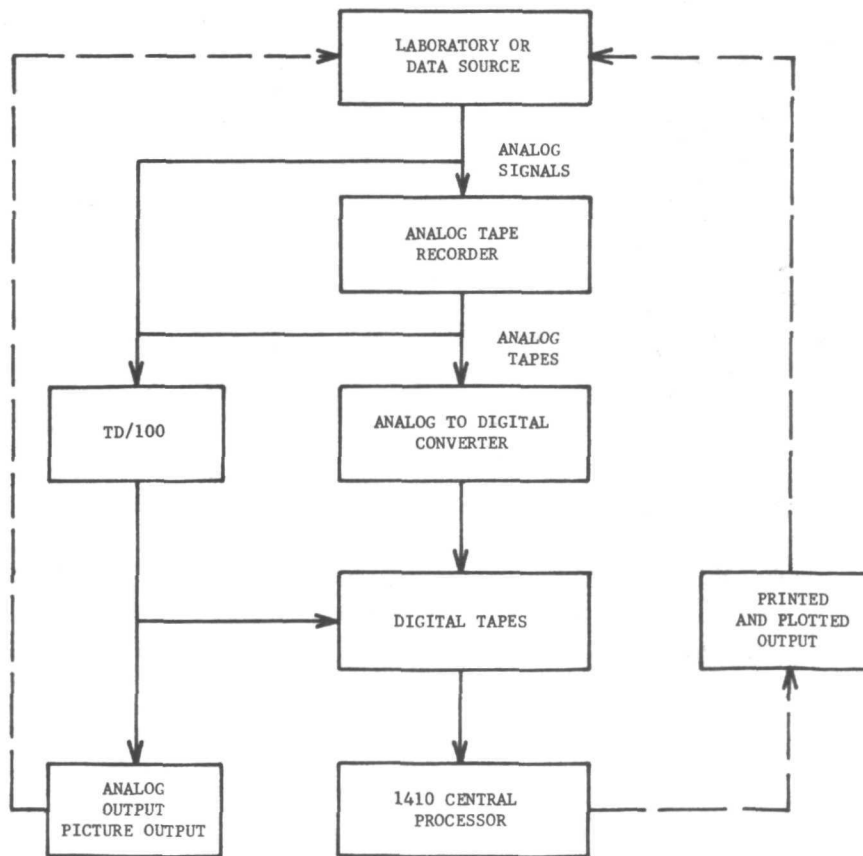 LABORATORY OR
DATA SOURCE
ANALOG
SIGNALS
ANALOG TAPE
RECORDER
ANALOG
TAPES
TD/100
ANALOG TO DIGITAL
CONVERTER
DIGITAL TAPES
PRINTED
AND PLOTTED
OUTPUT
ANALOG
OUTPUT
PICTURE OUTPUT
1410 CENTRAL
PROCESSOR